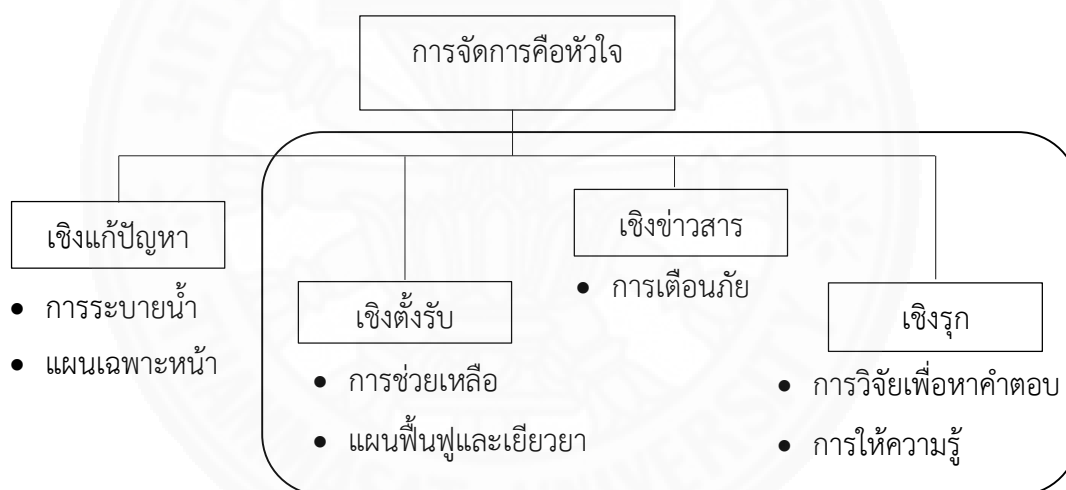 การจัดการคือหัวใจ
เชิงแก้ปัญหา
• การระบายน้ำ
• แผนเฉพาะหน้า
เชิงตั้งรับ
• การช่วยเหลือ
• แผนฟื้นฟูและเยียวยา
เชิงข่าวสาร
• การเตือนภัย
เชิงรุก
• การวิจัยเพื่อหาคำตอบ
• การให้ความรู้